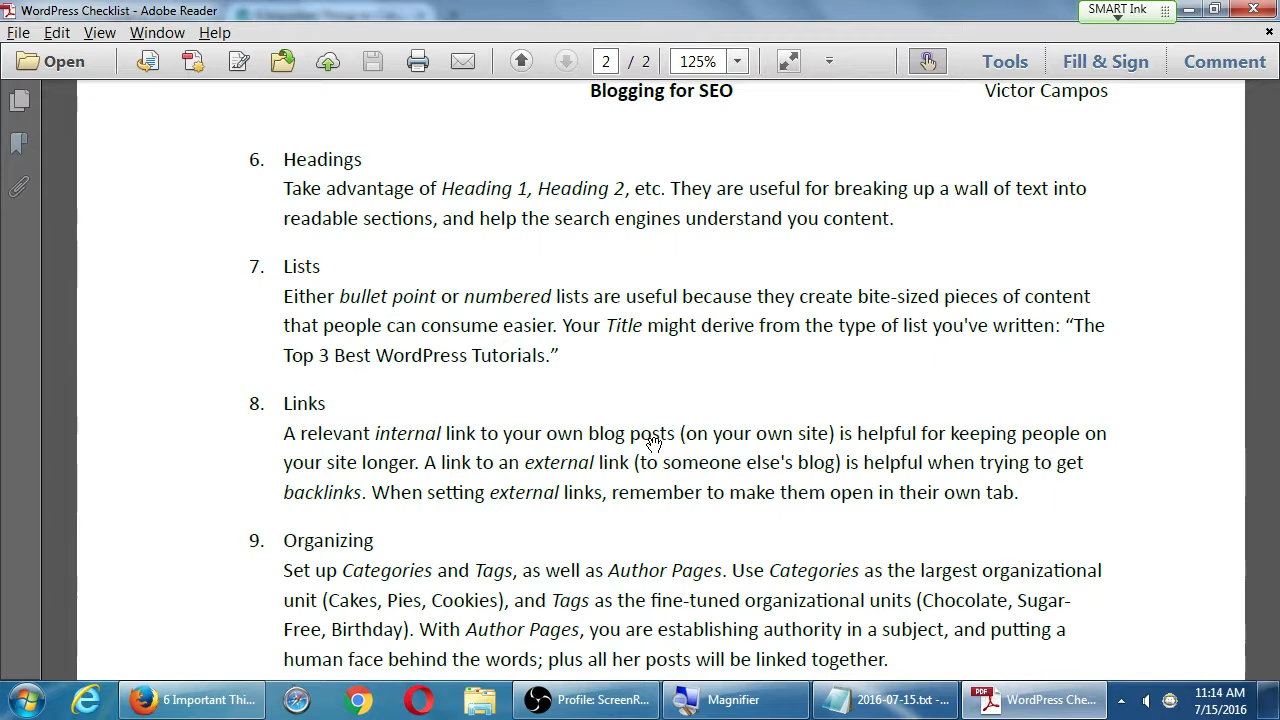 WordPress Checklist - Adobe Reader
SMART Ink
File Edit View Window Help
Open
2 / 2
125%
Tools
Fill & Sign
Comment
Blogging for SEO
Victor Campos
6. Headings
Take advantage of Heading 1, Heading 2, etc. They are useful for breaking up a wall of text into
readable sections, and help the search engines understand you content.
7. Lists
Either bullet point or numbered lists are useful because they create bite-sized pieces of content
that people can consume easier. Your Title might derive from the type of list you've written: “The
Top 3 Best WordPress Tutorials.”
8. Links
A relevant internal link to your own blog posts (on your own site) is helpful for keeping people on
your site longer. A link to an external link (to someone else's blog) is helpful when trying to get
backlinks. When setting external links, remember to make them open in their own tab.
9. Organizing
Set up Categories and Tags, as well as Author Pages. Use Categories as the largest organizational
unit (Cakes, Pies, Cookies), and Tags as the fine-tuned organizational units (Chocolate, Sugar-
Free, Birthday). With Author Pages, you are establishing authority in a subject, and putting a
human face behind the words; plus all her posts will be linked together.
6 Important Thi...
Profile: ScreenR...
Magnifier
2016-07-15.txt -...
PDF
WordPress Che...
11:14 AM
7/15/2016